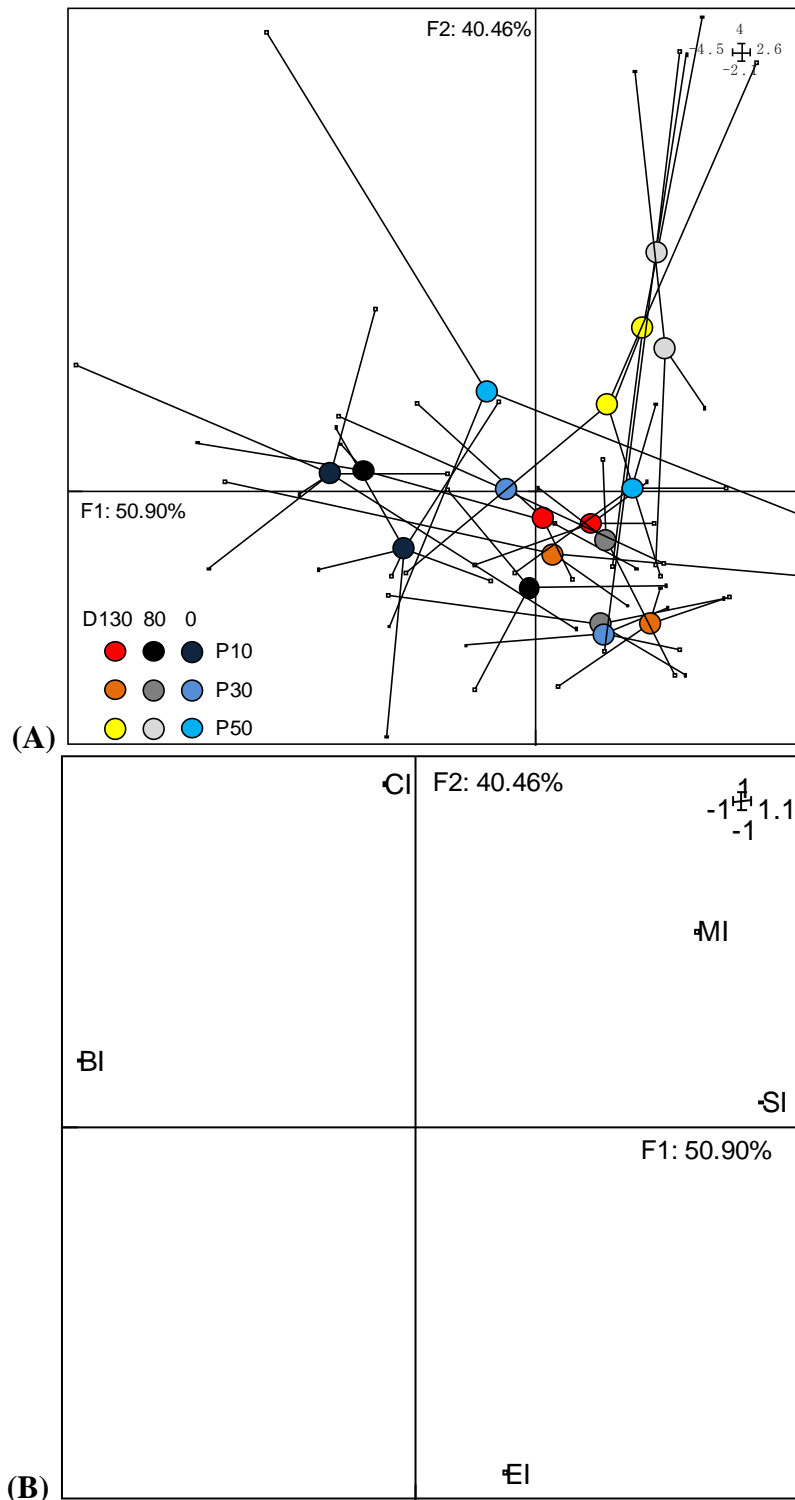 F2: 40.46%
4
-4.5 2.6
-2.1
F1: 50.90%
D130 80 0
P10
P30
P50
(A)
CI F2: 40.46%
1
-1 1.1
-1
MI
BI
SI
F1: 50.90%
EI
(B)